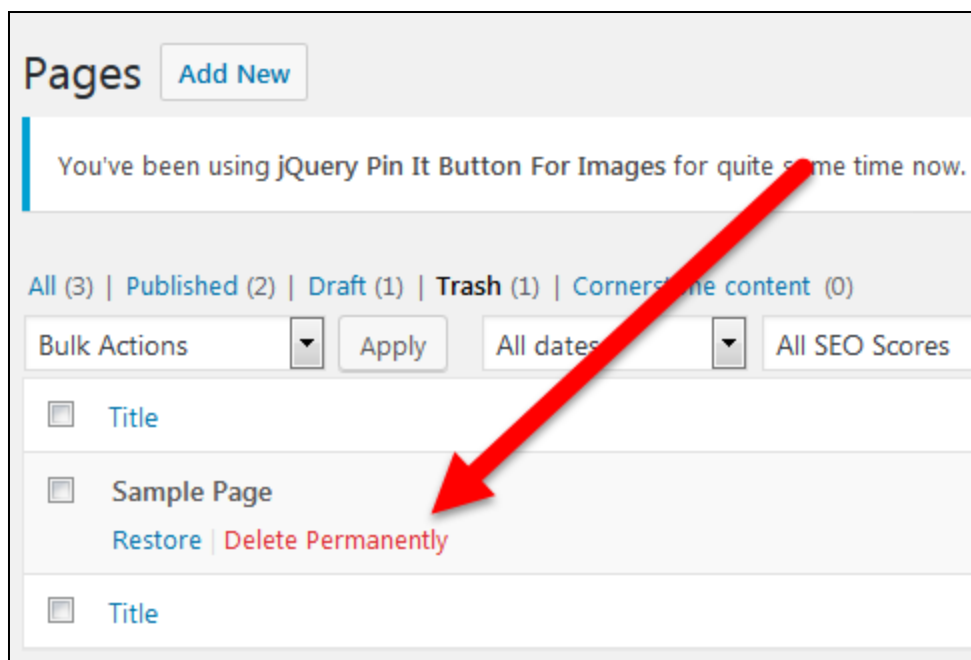 Pages Add New
You've been using jQuery Pin It Button For Images for quite some time now.
All (3) | Published (2) | Draft (1) | Trash (1) | Cornerstone content (0)
Bulk Actions Apply All dates All SEO Scores
Title
Sample Page
Restore | Delete Permanently
Title